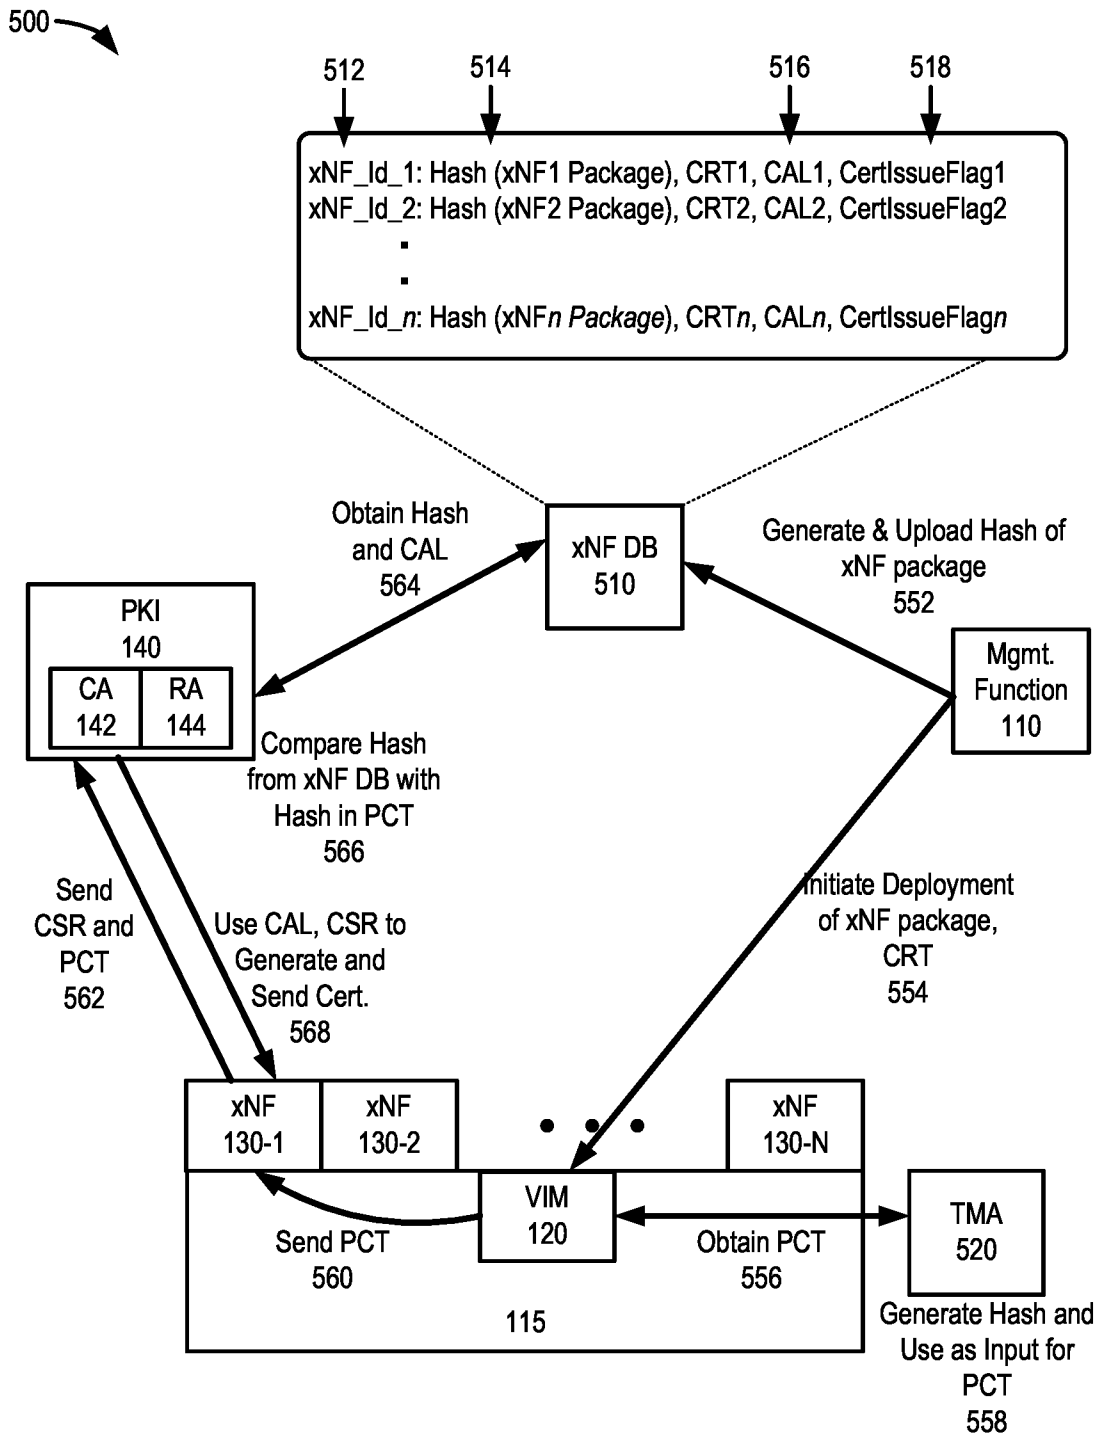 500
512
514
516
518
xNF_Id_1: Hash (xNF1 Package), CRT1, CAL1, CertIssueFlag1
xNF_Id_2: Hash (xNF2 Package), CRT2, CAL2, CertIssueFlag2
.
.
xNF_Id_n: Hash (xNFn Package), CRTn, CALn, CertIssueFlagn
Obtain Hash
and CAL
564
xNF DB
510
Generate & Upload Hash of
xNF package
552
PKI
140
CA
142
RA
144
Mgmt.
Function
110
Compare Hash
from xNF DB with
Hash in PCT
566
Send
CSR and
PCT
562
Use CAL, CSR to
Generate and
Send Cert.
568
Initiate Deployment
of xNF package,
CRT
554
xNF
130-1
xNF
130-2
• • •
xNF
130-N
VIM
120
Send PCT
560
Obtain PCT
556
TMA
520
115
Generate Hash and
Use as Input for
PCT
558